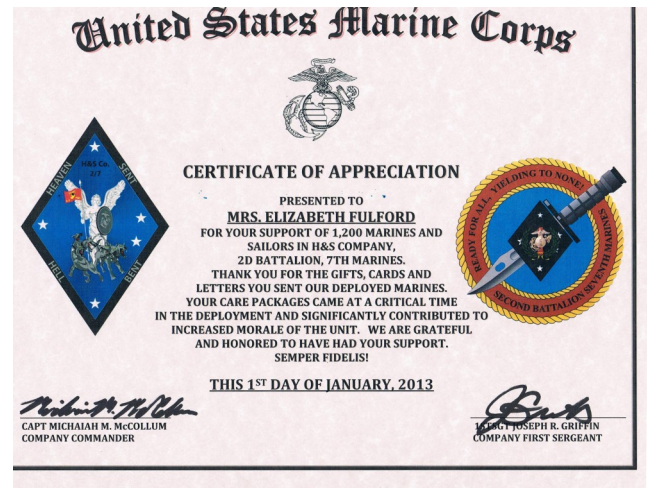 United States Marine Corps
HEAVEN SENT
H&S Co.
2/7
HELL BENT
CERTIFICATE OF APPRECIATION
PRESENTED TO
MRS. ELIZABETH FULFORD
FOR YOUR SUPPORT OF 1,200 MARINES AND
SAILORS IN H&S COMPANY,
2D BATTALION, 7TH MARINES.
THANK YOU FOR THE GIFTS, CARDS AND
LETTERS YOU SENT OUR DEPLOYED MARINES.
YOUR CARE PACKAGES CAME AT A CRITICAL TIME
IN THE DEPLOYMENT AND SIGNIFICANTLY CONTRIBUTED TO
INCREASED MORALE OF THE UNIT. WE ARE GRATEFUL
AND HONORED TO HAVE HAD YOUR SUPPORT.
SEMPER FIDELIS!
THIS 1ST DAY OF JANUARY, 2013
READY FOR ALL, YIELDING TO NONE!
SECOND BATTALION SEVENTH MARINES
CAPT MICHAIAH M. McCOLLUM
COMPANY COMMANDER
1STSGT JOSEPH R. GRIFFIN
COMPANY FIRST SERGEANT